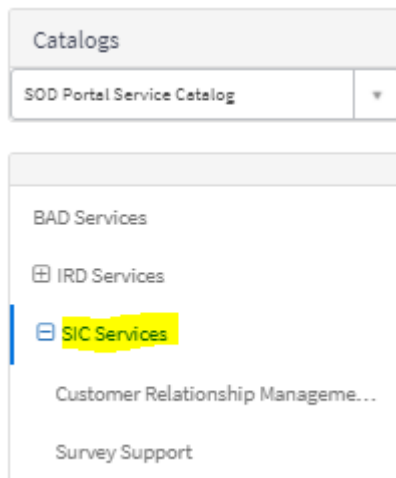 Catalogs
SOD Portal Service Catalog
BAD Services
IRD Services
SIC Services
Customer Relationship Manageme...
Survey Support